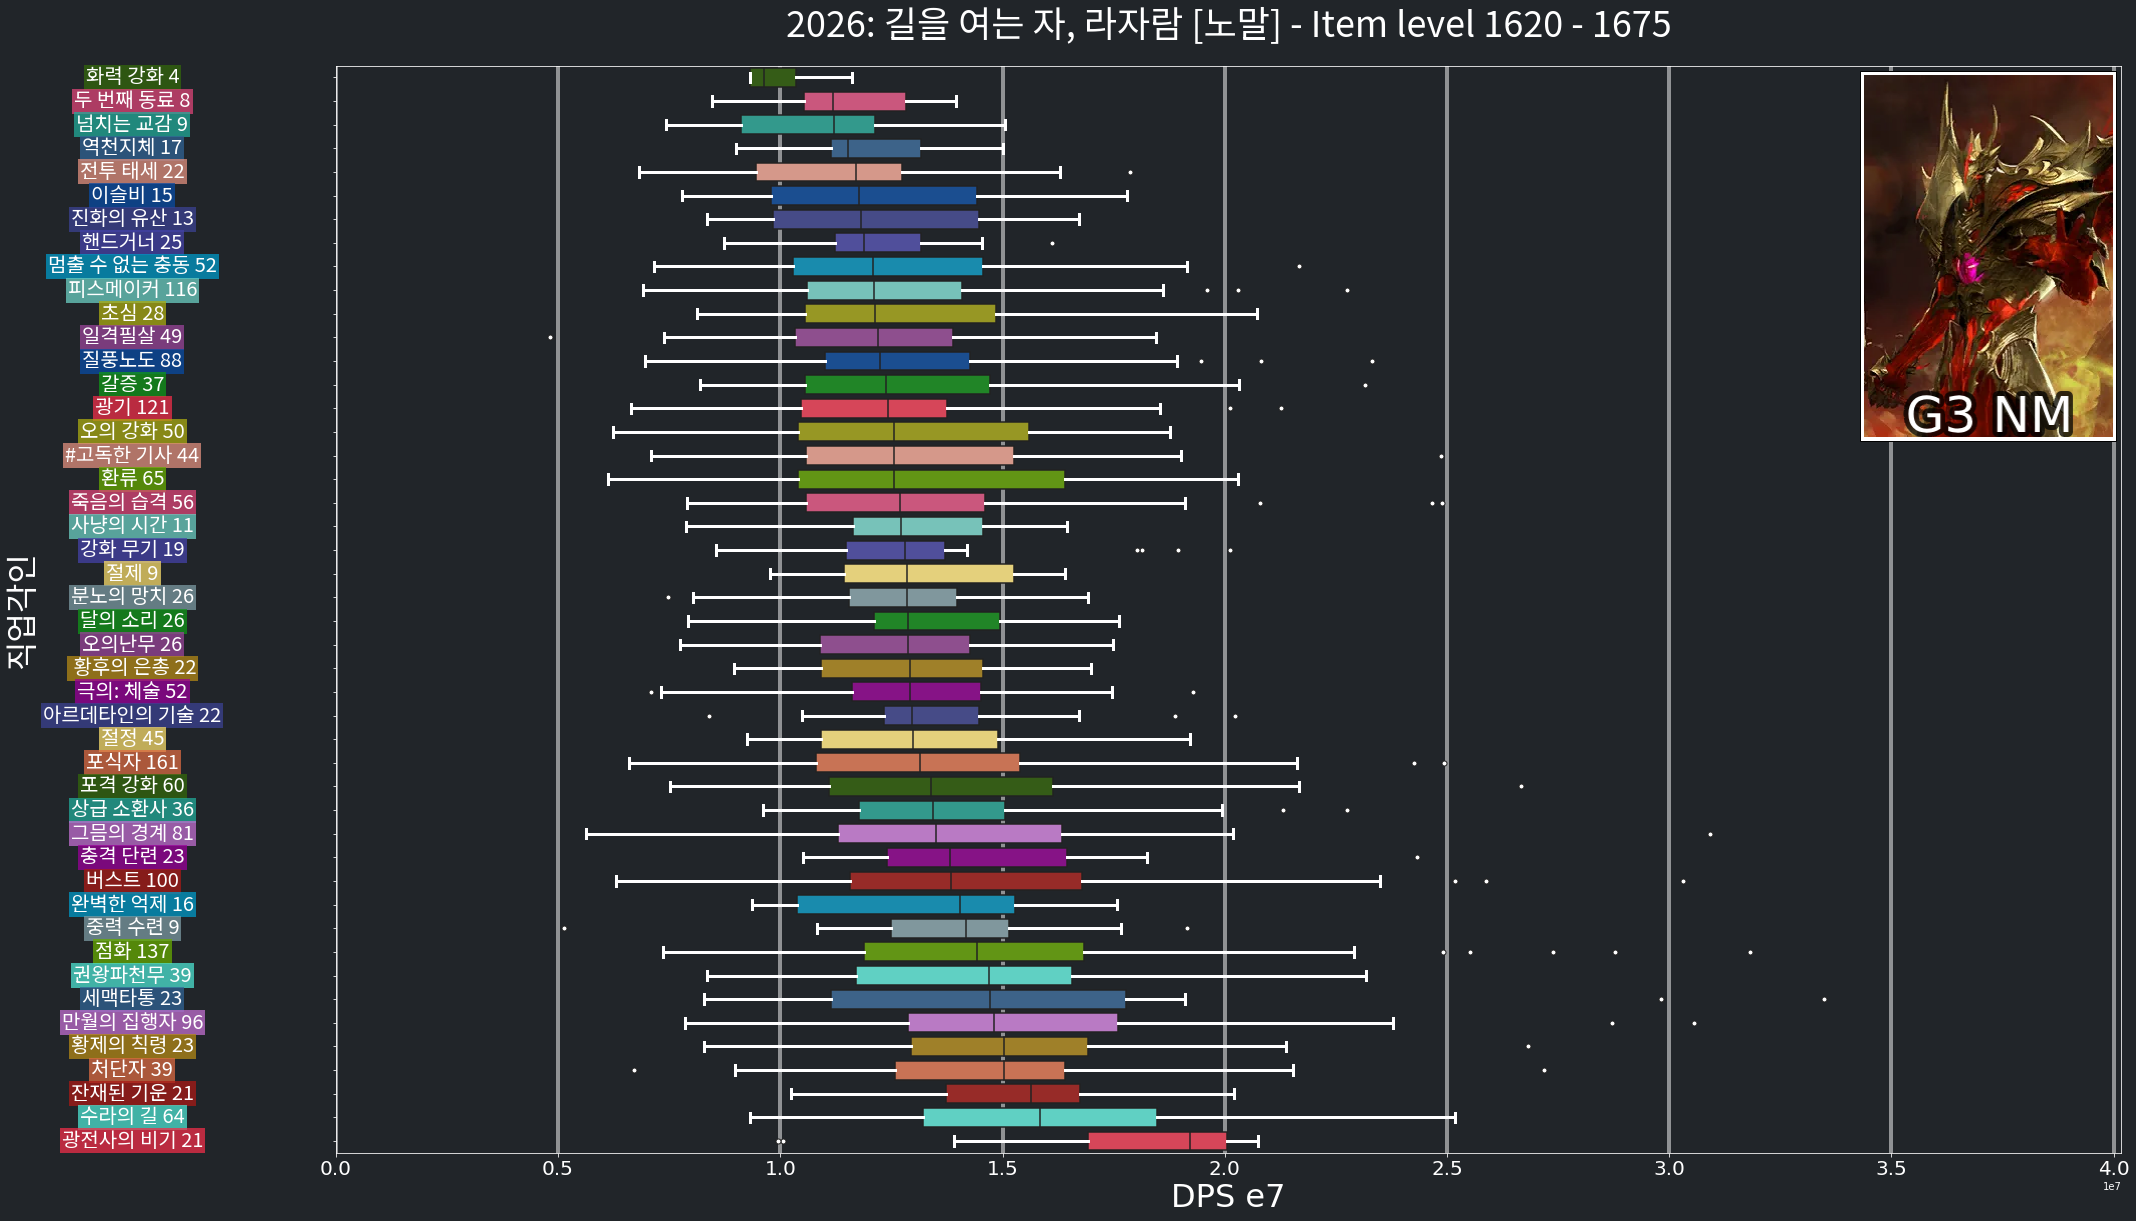 2026: 길을 여는 자, 라자람 [노말] - Item level 1620 - 1675
화력 강화 4
두 번째 동료 8
넘치는 교감 9
역천지체 17
전투 태세 22
이슬비 15
진화의 유산 13
핸드거너 25
멈출 수 없는 충동 52
피스메이커 116
초심 28
일격필살 49
질풍노도 88
갈증 37
광기 121
오의 강화 50
#고독한 기사 44
환류 65
죽음의 습격 56
사냥의 시간 11
강화 무기 19
절제 9
분노의 망치 26
달의 소리 26
오의난무 26
황후의 은총 22
극의: 체술 52
아르데타인의 기술 22
절정 45
포식자 161
포격 강화 60
상급 소환사 36
그믐의 경계 81
충격 단련 23
버스트 100
완벽한 억제 16
중력 수련 9
점화 137
권왕파천무 39
세맥타통 23
만월의 집행자 96
황제의 칙령 23
처단자 39
잔재된 기운 21
수라의 길 64
광전사의 비기 21
직업각인
G3 NM
0.0 0.5 1.0 1.5 2.0 2.5 3.0 3.5 4.0
1e7
DPS e7